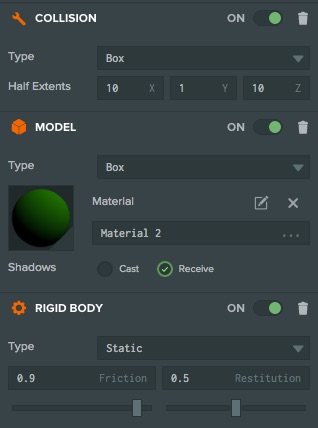 COLLISION ON
Type Box
Half Extents 10 X 1 Y 10 Z
MODEL ON
Type Box
Material
Material 2 ...
Shadows Cast Receive
RIGID BODY ON
Type Static
0.9 Friction 0.5 Restitution